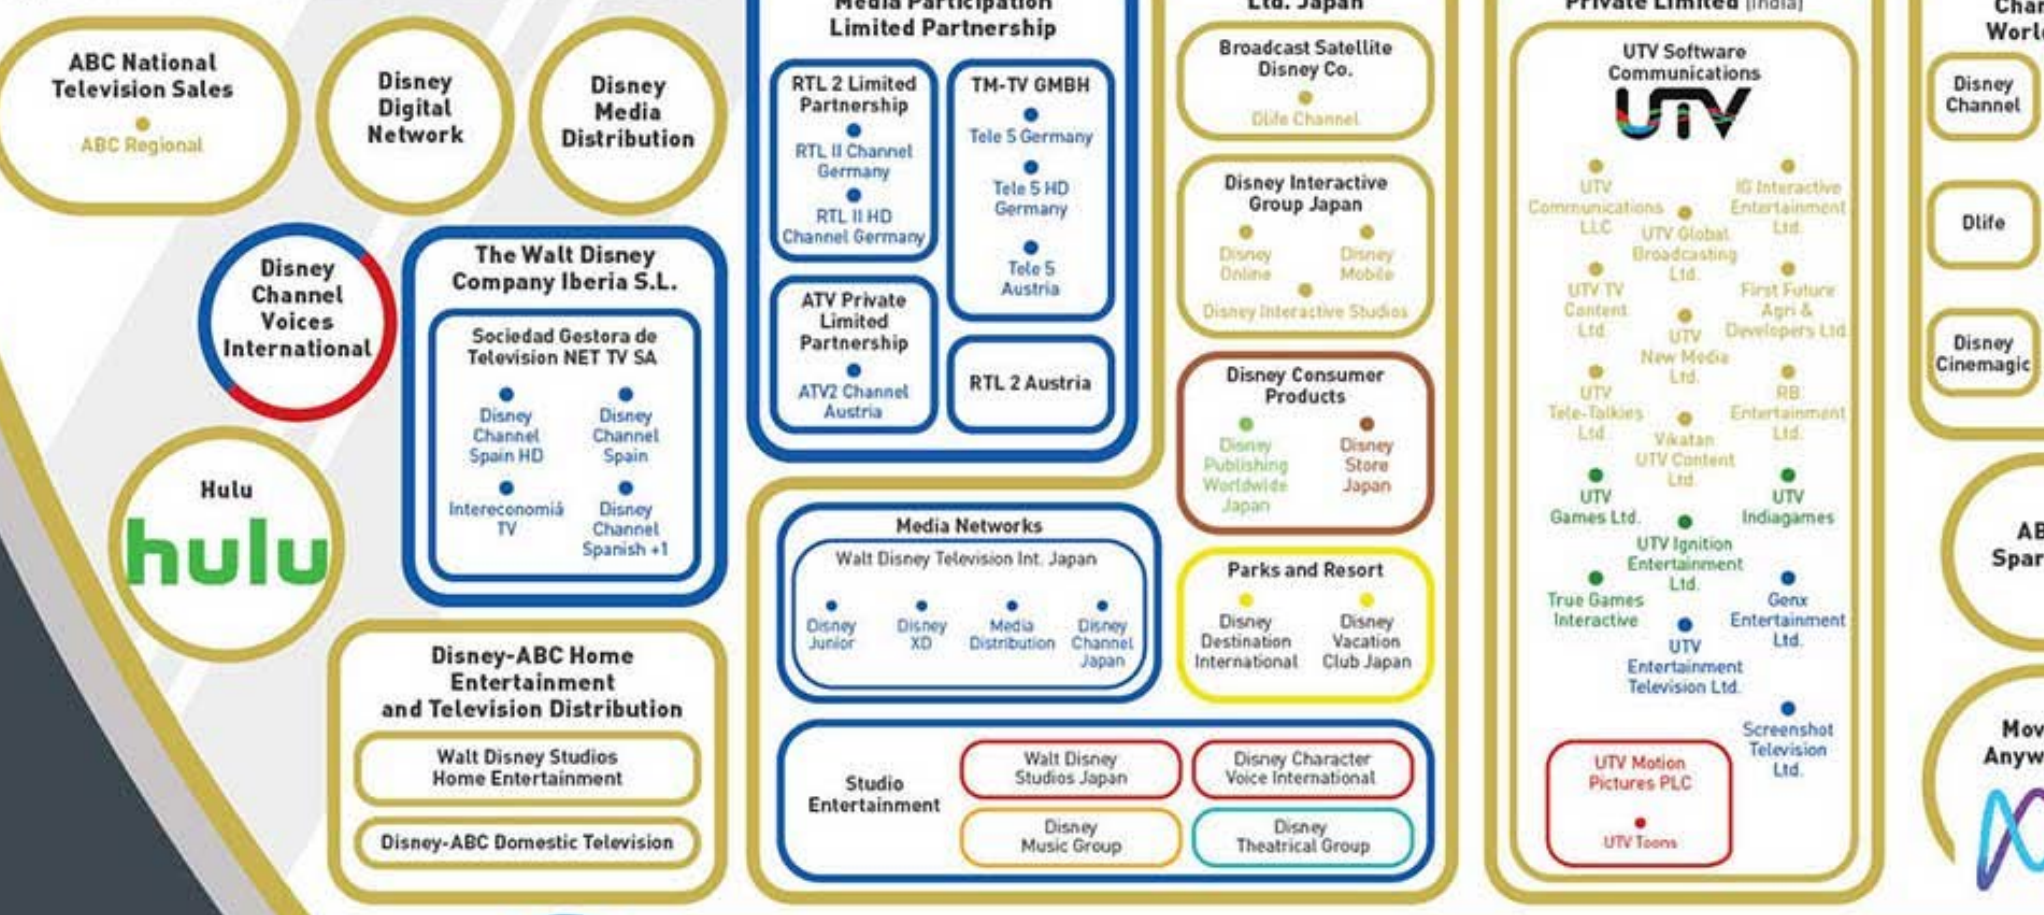 ABC National
Television Sales
ABC Regional
Disney
Digital
Network
Disney
Media
Distribution
Disney
Channel
Voices
International
The Walt Disney
Company Iberia S.L.
Sociedad Gestora de
Television NET TV SA
Disney
Channel
Spain HD
Disney
Channel
Spain
Intereconomiá
TV
Disney
Channel
Spanish +1
Hulu
hulu
Disney-ABC Home
Entertainment
and Television Distribution
Walt Disney Studios
Home Entertainment
Disney-ABC Domestic Television
Media Participation
Limited Partnership
RTL 2 Limited
Partnership
RTL II Channel
Germany
RTL II HD
Channel Germany
TM-TV GMBH
Tele 5 Germany
Tele 5 HD
Germany
Tele 5
Austria
ATV Private
Limited
Partnership
ATV2 Channel
Austria
RTL 2 Austria
Ltd. Japan
Broadcast Satellite
Disney Co.
Dlife Channel
Disney Interactive
Group Japan
Disney
Online
Disney
Mobile
Disney Interactive Studios
Disney Consumer
Products
Disney
Publishing
Worldwide
Japan
Disney
Store
Japan
Media Networks
Walt Disney Television Int. Japan
Disney
Junior
Disney
XD
Media
Distribution
Disney
Channel
Japan
Parks and Resort
Disney
Destination
International
Disney
Vacation
Club Japan
Studio
Entertainment
Walt Disney
Studios Japan
Disney Character
Voice International
Disney
Music Group
Disney
Theatrical Group
Private Limited (India)
UTV Software
Communications
UTV
UTV
Communications
LLC
IG Interactive
Entertainment
Ltd.
UTV Global
Broadcasting
Ltd.
UTV TV
Content
Ltd.
First Future
Agri &
Developers Ltd.
UTV
New Media
Ltd.
UTV
Tele-Talkies
Ltd.
RB
Entertainment
Ltd.
Vikatan
UTV Content
Ltd.
UTV
Games Ltd.
UTV
Indiagames
UTV Ignition
Entertainment
Ltd.
True Games
Interactive
Genx
Entertainment
Ltd.
UTV
Entertainment
Television Ltd.
Screenshot
Television
Ltd.
UTV Motion
Pictures PLC
UTV Toons
Disney
Channel
Dlife
Disney
Cinemagic